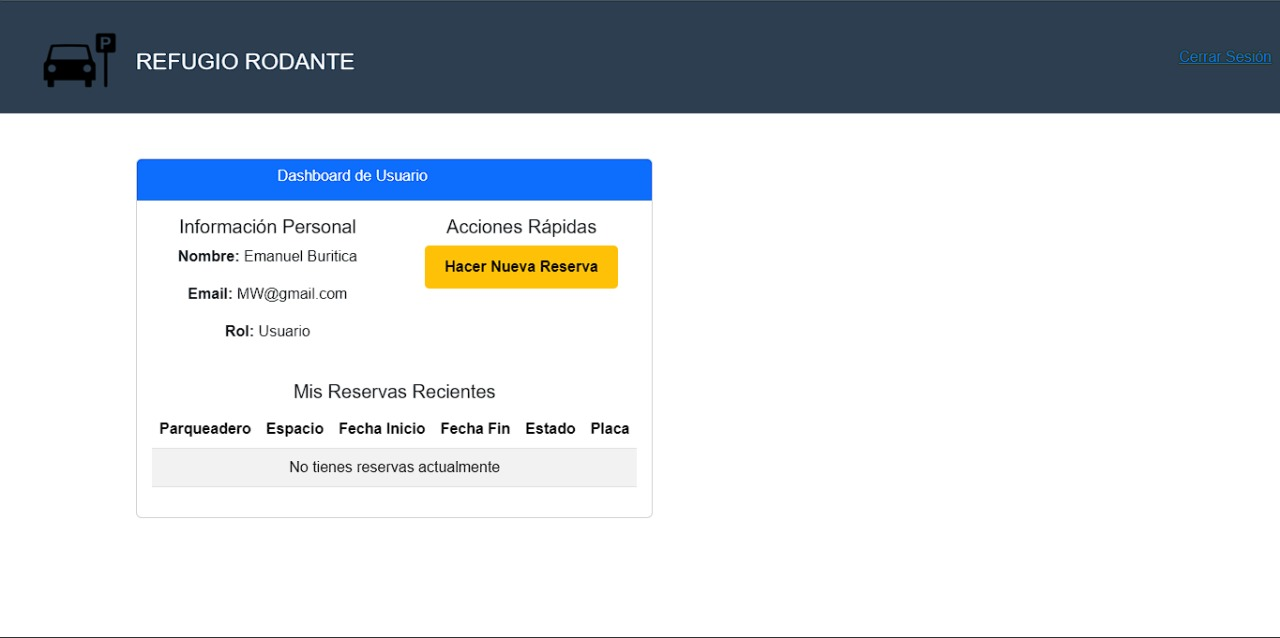 P
REFUGIO RODANTE
Cerrar Sesión
Dashboard de Usuario
Información Personal
Nombre: Emanuel Buritica
Email: MW@gmail.com
Rol: Usuario
Acciones Rápidas
Hacer Nueva Reserva
Mis Reservas Recientes
Parqueadero Espacio Fecha Inicio Fecha Fin Estado Placa
No tienes reservas actualmente